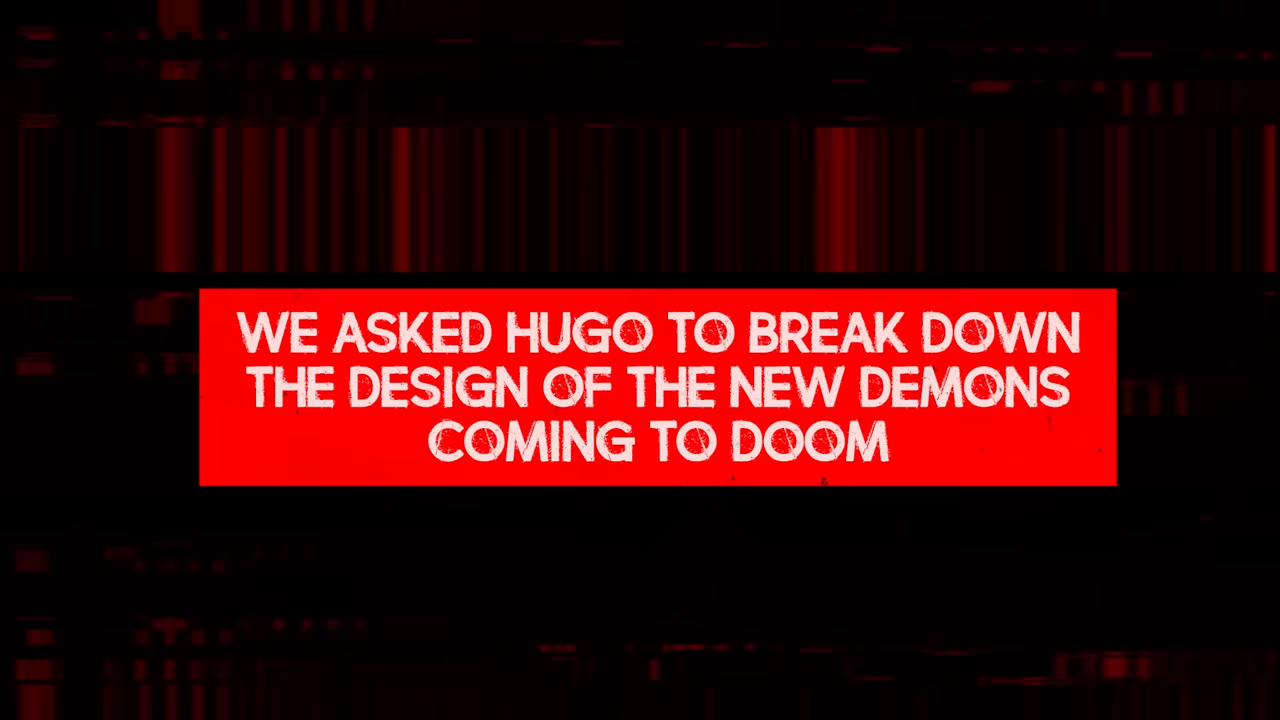 WE ASKED HUGO TO BREAK DOWN
THE DESIGN OF THE NEW DEMONS
COMING TO DOOM